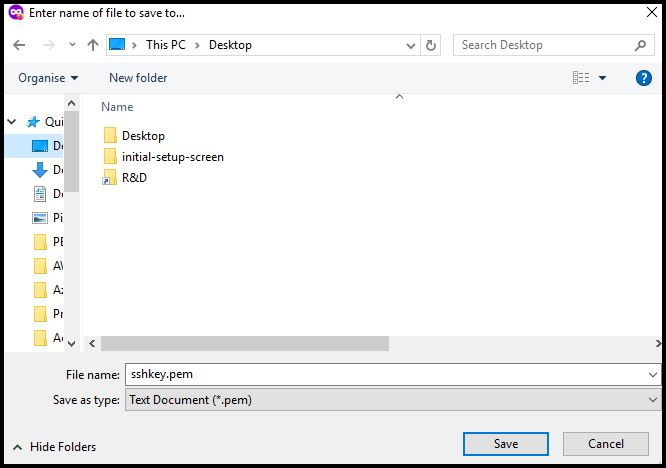 Enter name of file to save to...
This PC > Desktop
Search Desktop
Organise
New folder
?
Name
Qui
De
Desktop
Do
initial-setup-screen
Do
R&D
Pi
PE
AW
Az
Pr
Ac
File name:
sshkey.pem
Save as type:
Text Document (*.pem)
Hide Folders
Save
Cancel